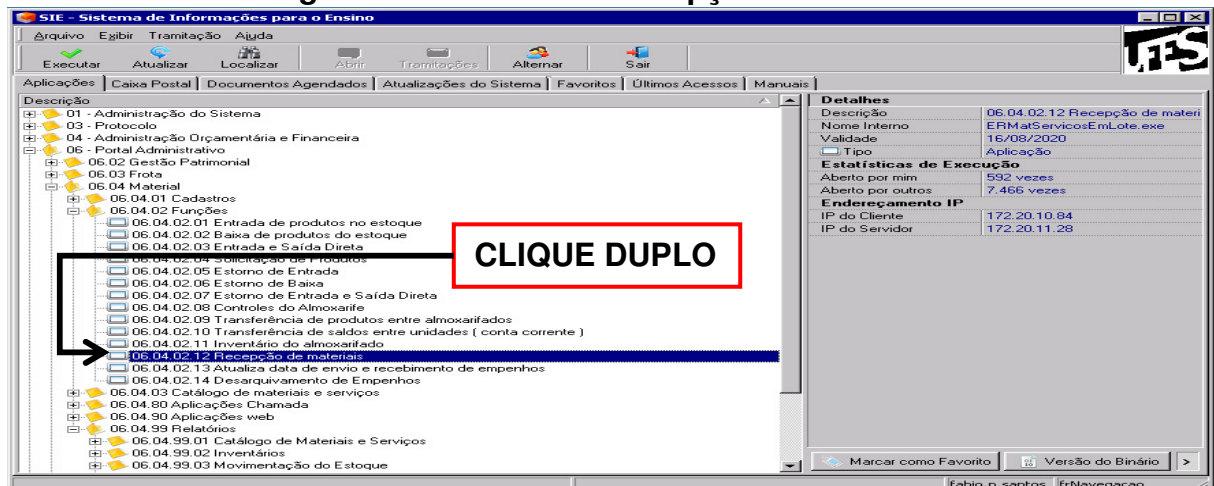 SIE - Sistema de Informações para o Ensino
Arquivo Exibir Tramitação Ajuda
Executar Atualizar Localizar Abrir Tramitações Alternar Sair
UFS
Aplicações Caixa Postal Documentos Agendados Atualizações do Sistema Favoritos Últimos Acessos Manuais
Descrição
01 - Administração do Sistema
03 - Protocolo
04 - Administração Orçamentária e Financeira
06 - Portal Administrativo
06.02 Gestão Patrimonial
06.03 Frota
06.04 Material
06.04.01 Cadastros
06.04.02 Funções
06.04.02.01 Entrada de produtos no estoque
06.04.02.02 Baixa de produtos do estoque
06.04.02.03 Entrada e Saída Direta
06.04.02.04 Solicitação de Produtos
06.04.02.05 Estorno de Entrada
06.04.02.06 Estorno de Baixa
06.04.02.07 Estorno de Entrada e Saída Direta
06.04.02.08 Controles do Almoxarife
06.04.02.09 Transferência de produtos entre almoxarifados
06.04.02.10 Transferência de saldos entre unidades ( conta corrente )
06.04.02.11 Inventário do almoxarifado
06.04.02.12 Recepção de materiais
06.04.02.13 Atualiza data de envio e recebimento de empenhos
06.04.02.14 Desarquivamento de Empenhos
06.04.03 Catálogo de materiais e serviços
06.04.80 Aplicações Chamada
06.04.90 Aplicações web
06.04.99 Relatórios
06.04.99.01 Catálogo de Materiais e Serviços
06.04.99.02 Inventários
06.04.99.03 Movimentação do Estoque
CLIQUE DUPLO
Detalhes
Descrição 06.04.02.12 Recepção de materi
Nome Interno ERMatServicosEmLote.exe
Validade 16/08/2020
Tipo Aplicação
Estatísticas de Execução
Aberto por mim 592 vezes
Aberto por outros 7.466 vezes
Endereçamento IP
IP do Cliente 172.20.10.84
IP do Servidor 172.20.11.28
Marcar como Favorito Versão do Binário >
fabio.n.santos frNavegacao